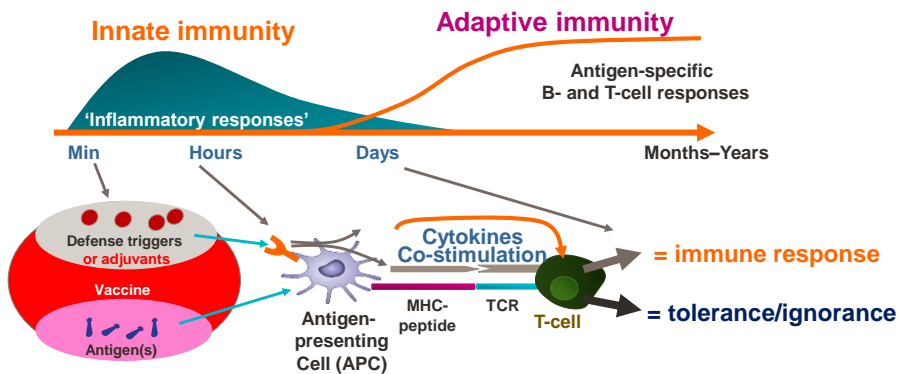 Innate immunity
Adaptive immunity
Antigen-specific
B- and T-cell responses
‘Inflammatory responses’
Min
Hours
Days
Months–Years
Defense triggers
or adjuvants
Vaccine
Antigen(s)
Antigen-
presenting
Cell (APC)
Cytokines
Co-stimulation
MHC-
peptide
TCR
T-cell
= immune response
= tolerance/ignorance